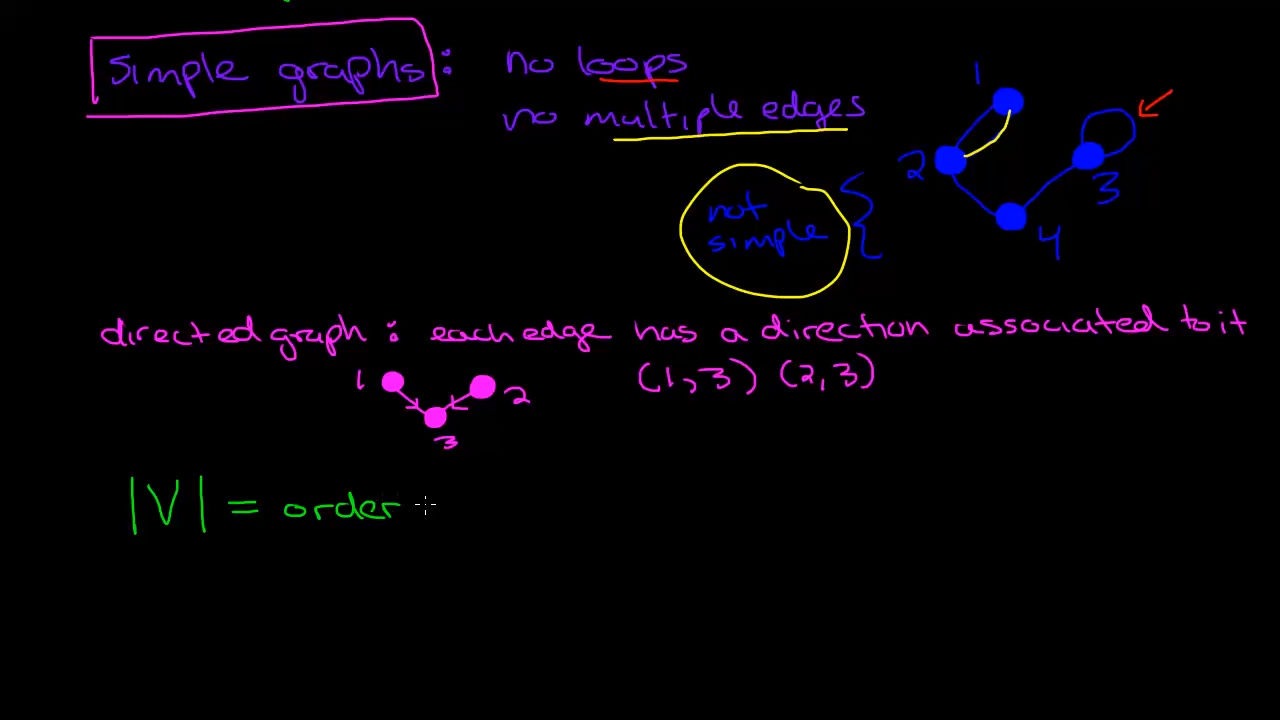 simple graphs: no loops
no multiple edges
1
2
3
4
not
simple
directed graph: each edge has a direction associated to it
(1,3) (2,3)
1
2
3
|V| = order